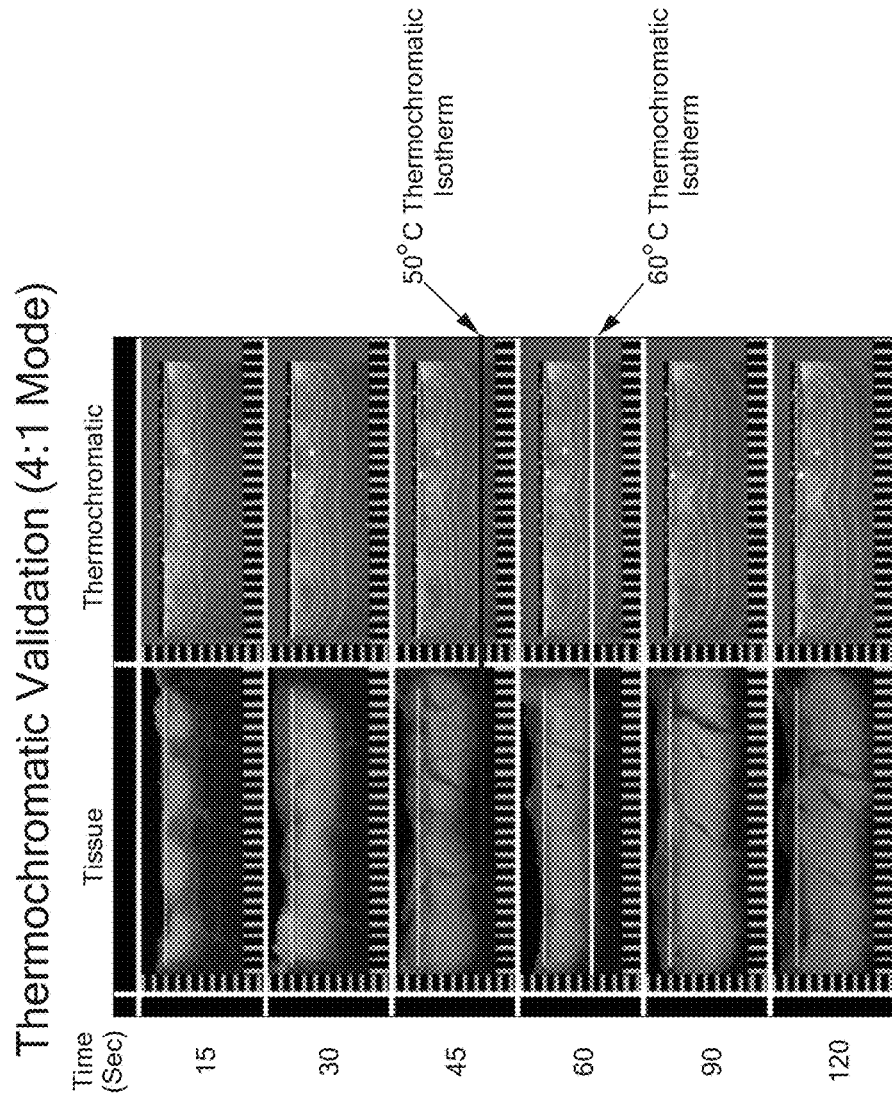 Thermochromatic Validation (4:1 Mode)
Time
(Sec)
Tissue
Thermochromatic
15
30
45
60
90
120
50°C Thermochromatic
Isotherm
60°C Thermochromatic
Isotherm